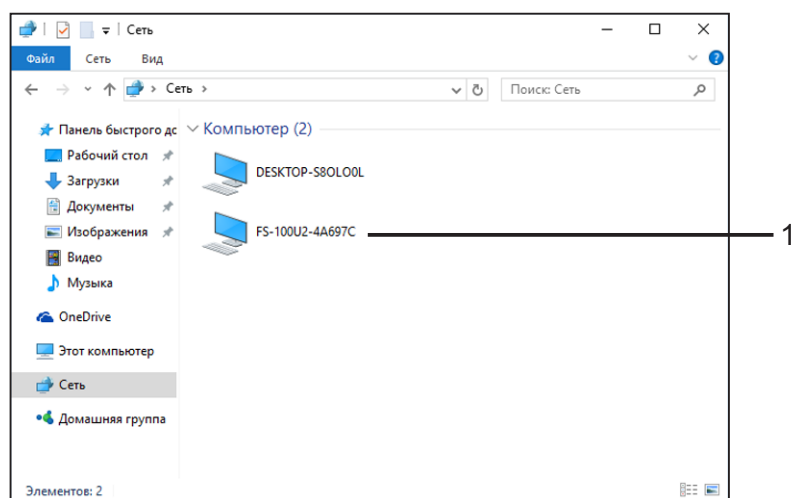 Сеть
Файл Сеть Вид
Сеть
Поиск: Сеть
Панель быстрого дс
Рабочий стол
Загрузки
Документы
Изображения
Видео
Музыка
OneDrive
Этот компьютер
Сеть
Домашняя группа
Компьютер (2)
DESKTOP-S8OLO0L
FS-100U2-4A697C
1
Элементов: 2